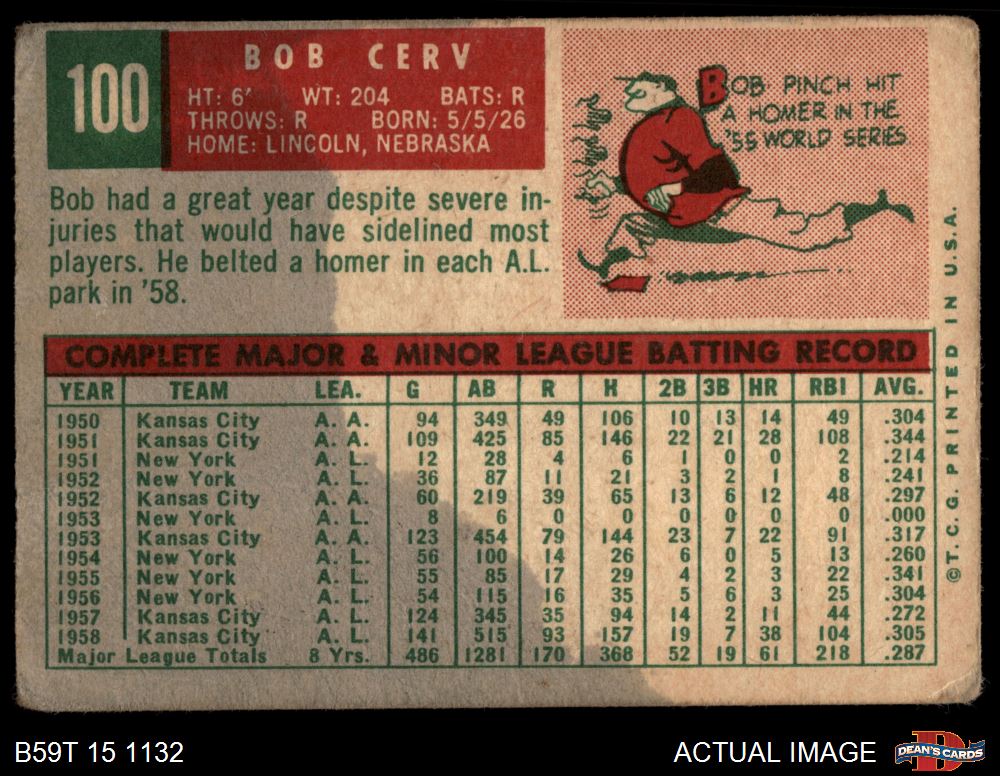 100
BOB CERV
HT: 6' WT: 204 BATS: R
THROWS: R BORN: 5/5/26
HOME: LINCOLN, NEBRASKA
BOB PINCH HIT
A HOMER IN THE
'55 WORLD SERIES
Bob had a great year despite severe in-
juries that would have sidelined most
players. He belted a homer in each A.L.
park in '58.
COMPLETE MAJOR & MINOR LEAGUE BATTING RECORD
YEAR TEAM LEA. G AB R H 2B 3B HR RBI AVG.
1950 Kansas City A. A. 94 349 49 106 10 13 14 49 .304
1951 Kansas City A. A. 109 425 85 146 22 21 28 108 .344
1951 New York A. L. 12 28 4 6 1 0 0 2 .214
1952 New York A. L. 36 87 11 21 3 2 1 8 .241
1952 Kansas City A. A. 60 219 39 65 13 6 12 48 .297
1953 New York A. L. 8 6 0 0 0 0 0 0 .000
1953 Kansas City A. A. 123 454 79 144 23 7 22 91 .317
1954 New York A. L. 56 100 14 26 6 0 5 13 .260
1955 New York A. L. 55 85 17 29 4 2 3 22 .341
1956 New York A. L. 54 115 16 35 5 6 3 25 .304
1957 Kansas City A. L. 124 345 35 94 14 2 11 44 .272
1958 Kansas City A. L. 141 515 93 157 19 7 38 104 .305
Major League Totals 8 Yrs. 486 1281 170 368 52 19 61 218 .287
©T. C. G. PRINTED IN U.S.A.
B59T 15 1132
ACTUAL IMAGE
D
DEAN'S CARDS